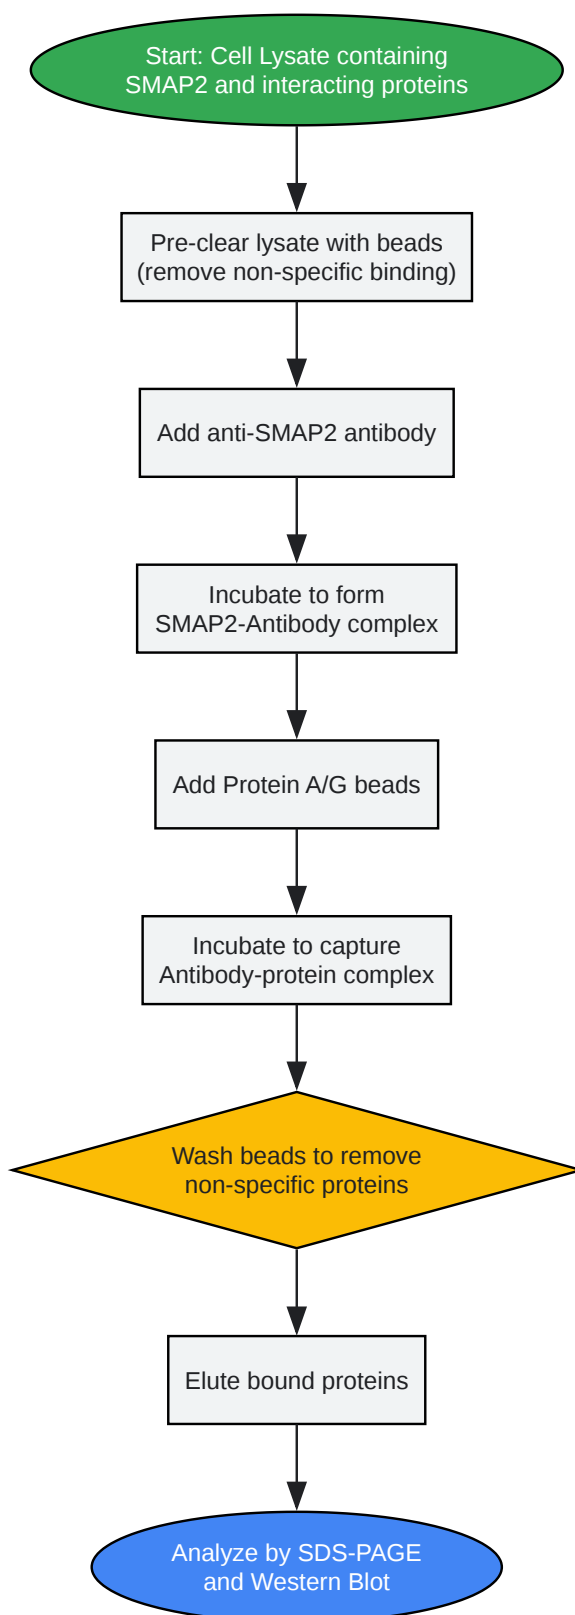 Start: Cell Lysate containing
SMAP2 and interacting proteins
Pre-clear lysate with beads
(remove non-specific binding)
Add anti-SMAP2 antibody
Incubate to form
SMAP2-Antibody complex
Add Protein A/G beads
Incubate to capture
Antibody-protein complex
Wash beads to remove
non-specific proteins
Elute bound proteins
Analyze by SDS-PAGE
and Western Blot